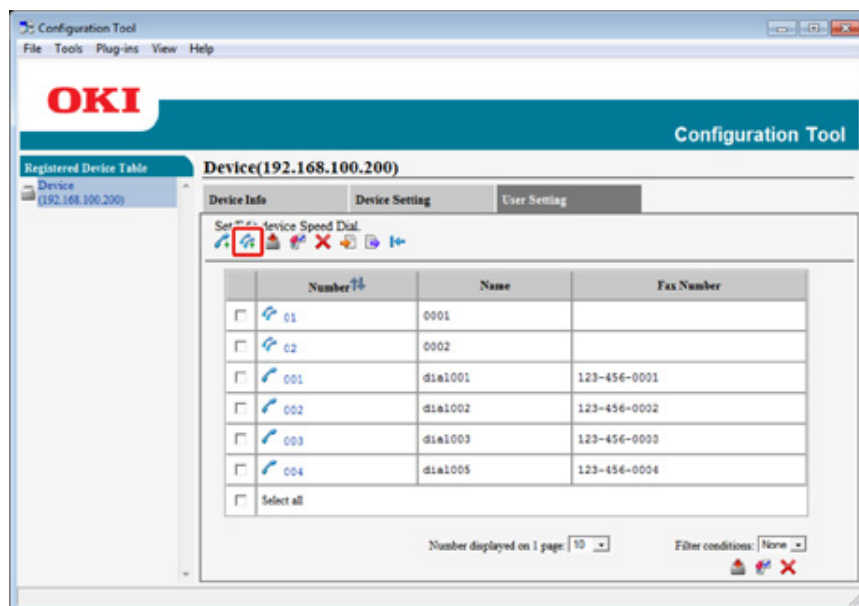 Configuration Tool
File Tools Plug-ins View Help
OKI
Configuration Tool
Registered Device Table
Device
(192.168.100.200)
Device(192.168.100.200)
Device Info Device Setting User Setting
device Speed Dial.
Number Name Fax Number
01 0001
02 0002
001 dial001 123-456-0001
002 dial002 123-456-0002
003 dial003 123-456-0003
004 dial005 123-456-0004
Select all
Number displayed on 1 page: 10 Filter conditions: None